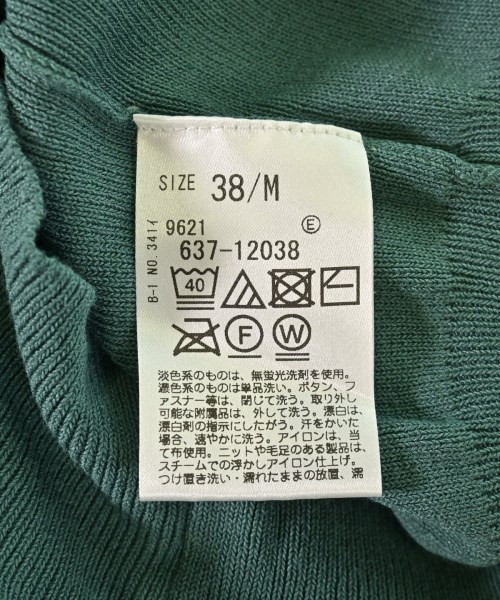 SIZE 38/M
9621 Ⓔ
637-12038
B-I NO.341イ
40
F W
淡色系のものは、無蛍光洗剤を使用。
濃色系のものは単品洗い。ボタン、フ
ァスナー等は、閉じて洗う。取り外し
可能な附属品は、外して洗う。漂白は、
漂白剤の指示にしたがう。汗をかいた
場合、速やかに洗う。アイロンは、当
て布使用。ニットや毛足のある製品は、
スチームでの浮かしアイロン仕上げ。
つけ置き洗い・濡れたままの放置、濡